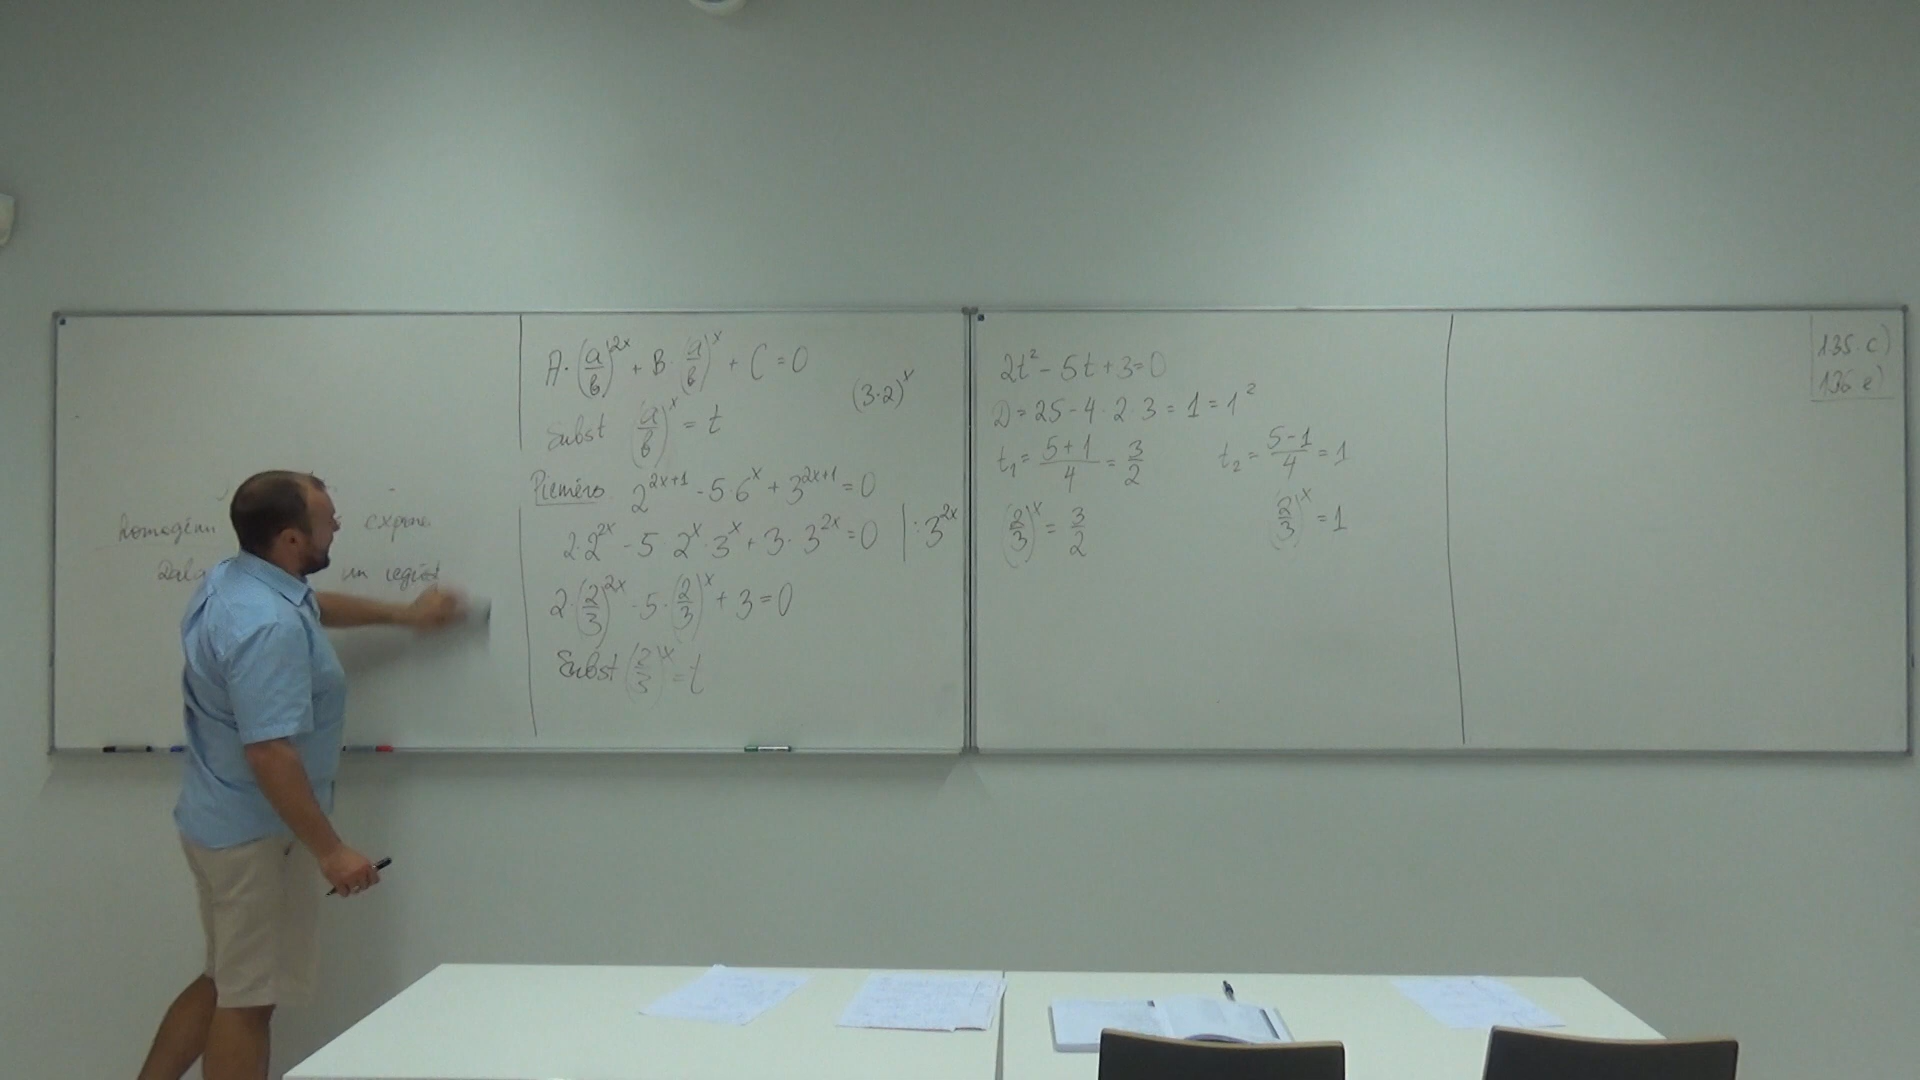 homogēni
expone
un iegūst
A·(a/b)^2x + B·(a/b)^x + C = 0
(3·2)^x
Subst (a/b)^x = t
Piemērs 2^(2x+1) - 5·6^x + 3^(2x+1) = 0
2·2^2x - 5·2^x·3^x + 3·3^2x = 0 | :3^2x
2·(2/3)^2x - 5·(2/3)^x + 3 = 0
Subst (2/3)^x = t
2t² - 5t + 3 = 0
D = 25 - 4·2·3 = 1 = 1²
t₁ = (5+1)/4 = 3/2 t₂ = (5-1)/4 = 1
(2/3)^x = 3/2 (2/3)^x = 1
135. c)
136 e)